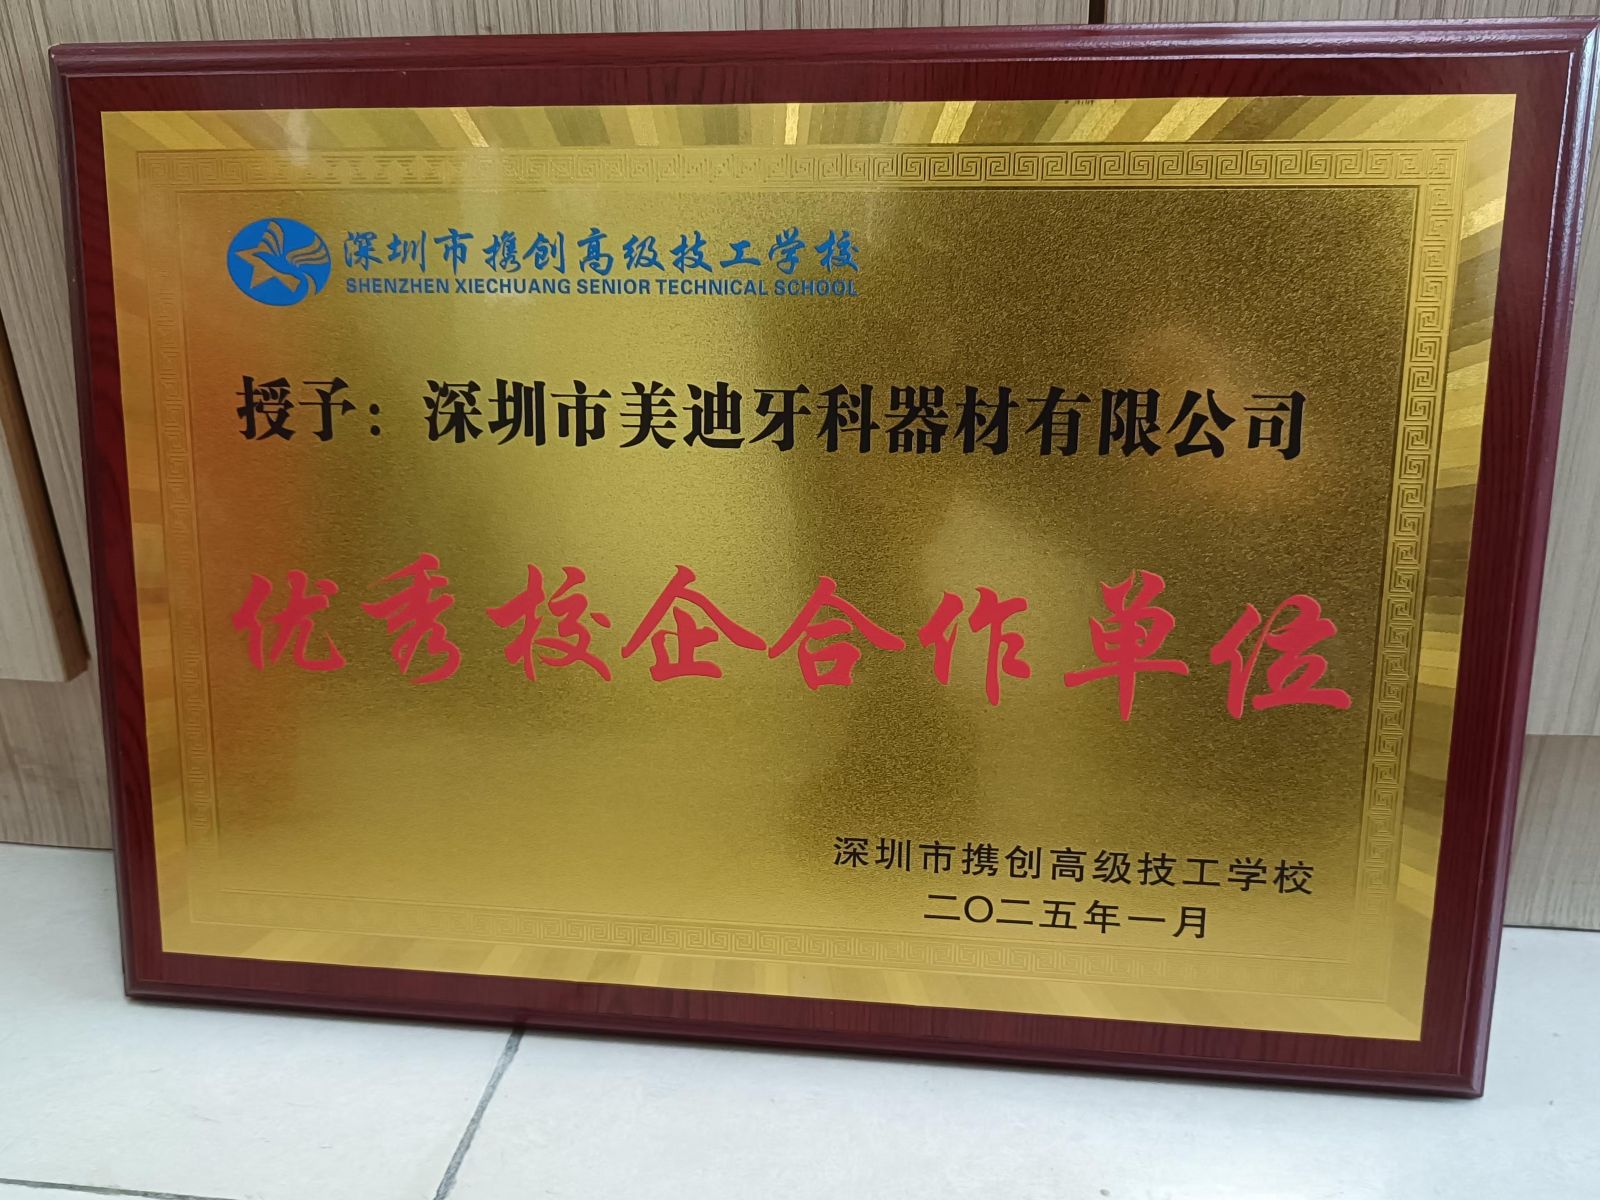 深圳市携创高级技工学校
SHENZHEN XIECHUANG SENIOR TECHNICAL SCHOOL
授予：深圳市美迪牙科器材有限公司
优秀校企合作单位
深圳市携创高级技工学校
二〇二五年一月